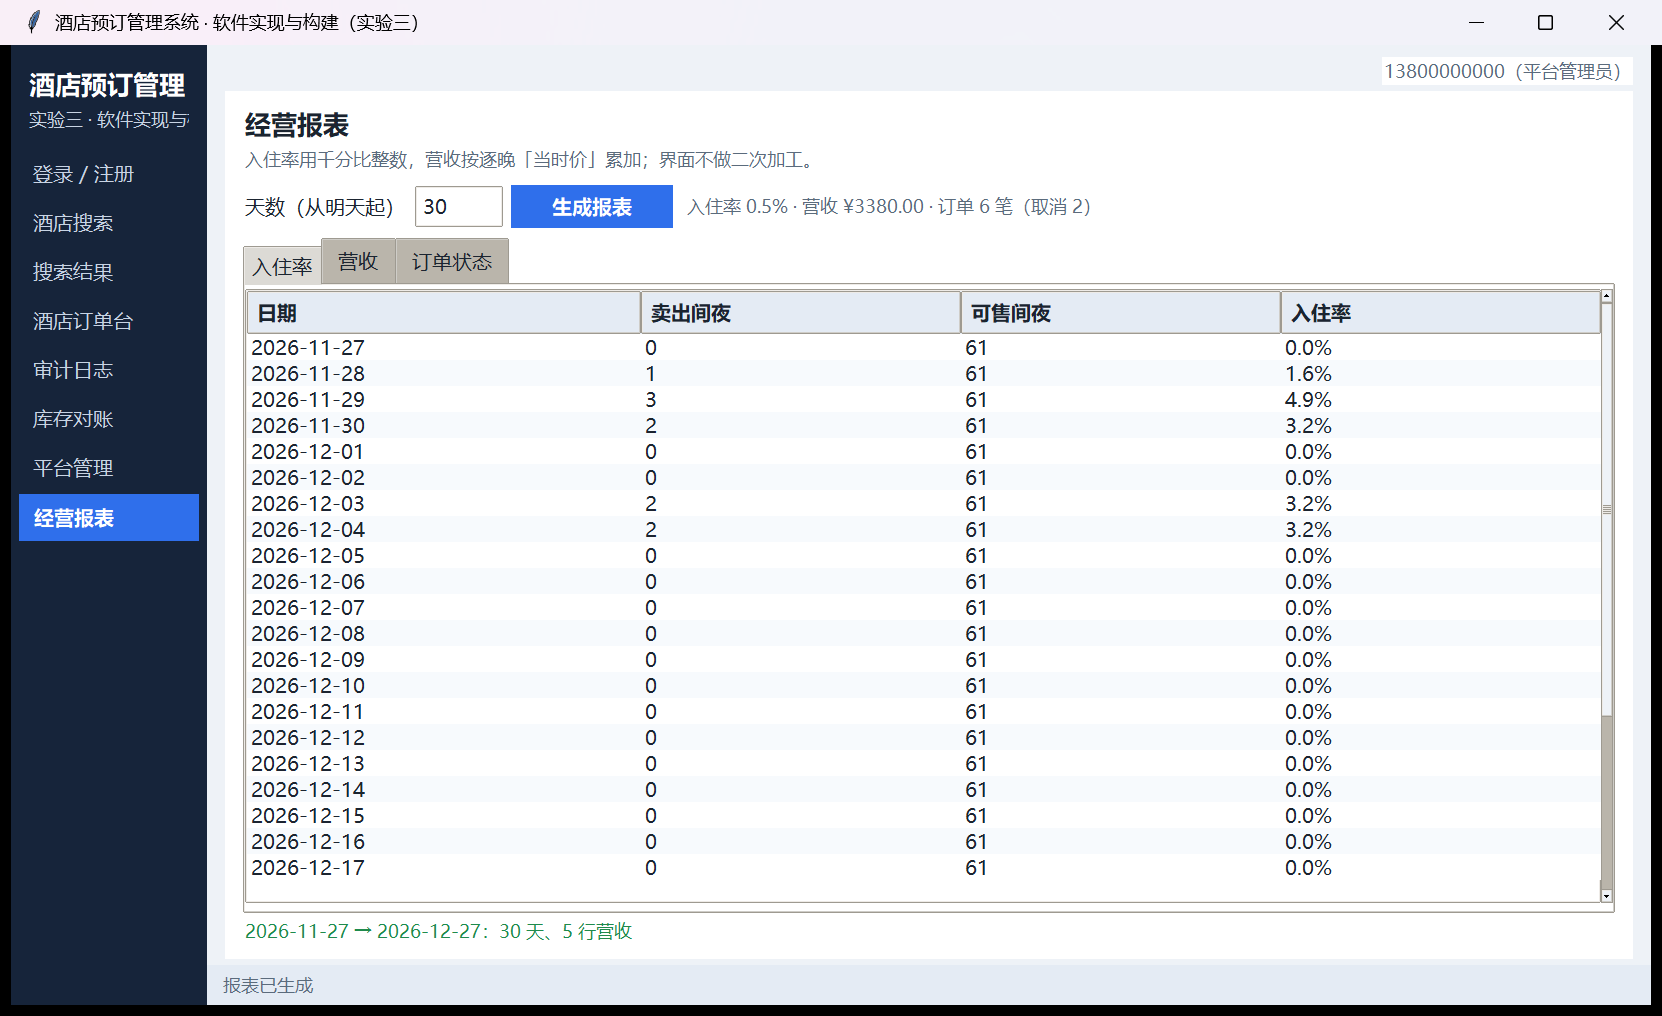 酒店预订管理系统 · 软件实现与构建（实验三）
酒店预订管理
实验三 · 软件实现与
登录 / 注册
酒店搜索
搜索结果
酒店订单台
审计日志
库存对账
平台管理
经营报表
13800000000（平台管理员）
经营报表
入住率用千分比整数，营收按逐晚「当时价」累加；界面不做二次加工。
天数（从明天起） 30 生成报表 入住率 0.5% · 营收 ¥3380.00 · 订单 6 笔（取消 2）
入住率 营收 订单状态
日期 卖出间夜 可售间夜 入住率
2026-11-27 0 61 0.0%
2026-11-28 1 61 1.6%
2026-11-29 3 61 4.9%
2026-11-30 2 61 3.2%
2026-12-01 0 61 0.0%
2026-12-02 0 61 0.0%
2026-12-03 2 61 3.2%
2026-12-04 2 61 3.2%
2026-12-05 0 61 0.0%
2026-12-06 0 61 0.0%
2026-12-07 0 61 0.0%
2026-12-08 0 61 0.0%
2026-12-09 0 61 0.0%
2026-12-10 0 61 0.0%
2026-12-11 0 61 0.0%
2026-12-12 0 61 0.0%
2026-12-13 0 61 0.0%
2026-12-14 0 61 0.0%
2026-12-15 0 61 0.0%
2026-12-16 0 61 0.0%
2026-12-17 0 61 0.0%
2026-11-27 → 2026-12-27：30 天、5 行营收
报表已生成